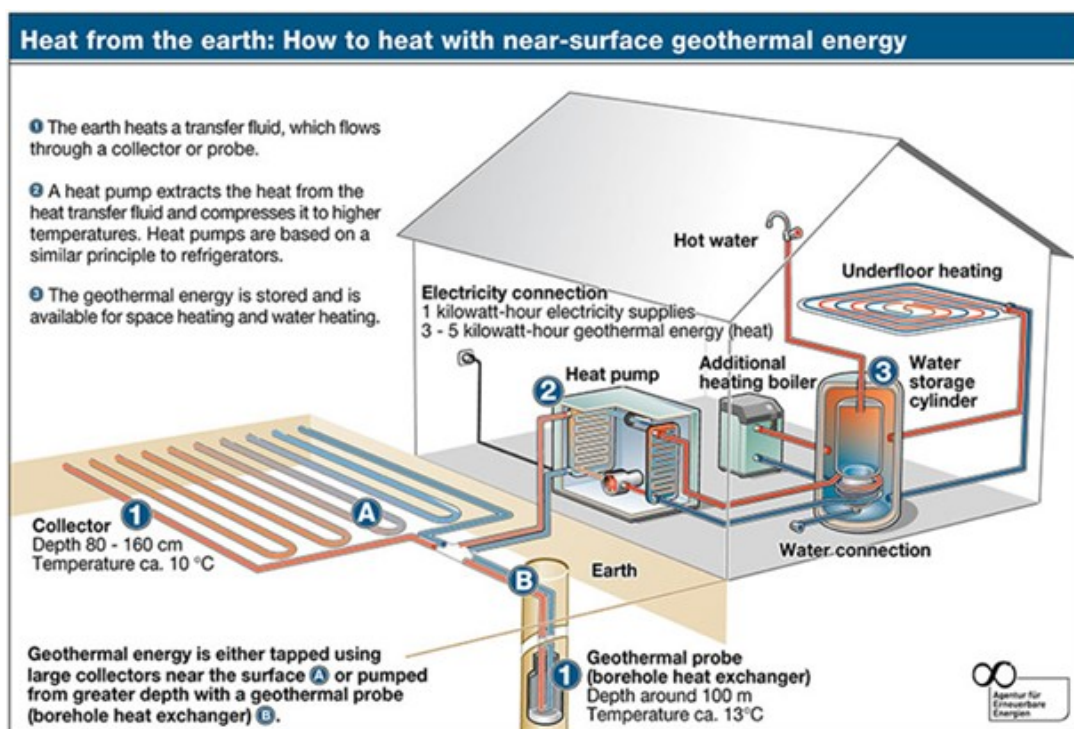 Heat from the earth: How to heat with near-surface geothermal energy
1 The earth heats a transfer fluid, which flows
through a collector or probe.
2 A heat pump extracts the heat from the
heat transfer fluid and compresses it to higher
temperatures. Heat pumps are based on a
similar principle to refrigerators.
3 The geothermal energy is stored and is
available for space heating and water heating.
Hot water
Underfloor heating
Electricity connection
1 kilowatt-hour electricity supplies
3 - 5 kilowatt-hour geothermal energy (heat)
2
Heat pump
Additional
heating boiler
3
Water
storage
cylinder
1
A
Collector
Depth 80 - 160 cm
Temperature ca. 10 °C
Water connection
B
Earth
Geothermal energy is either tapped using
large collectors near the surface A or pumped
from greater depth with a geothermal probe
(borehole heat exchanger) B.
1
Geothermal probe
(borehole heat exchanger)
Depth around 100 m
Temperature ca. 13°C
Agentur für
Erneuerbare
Energien